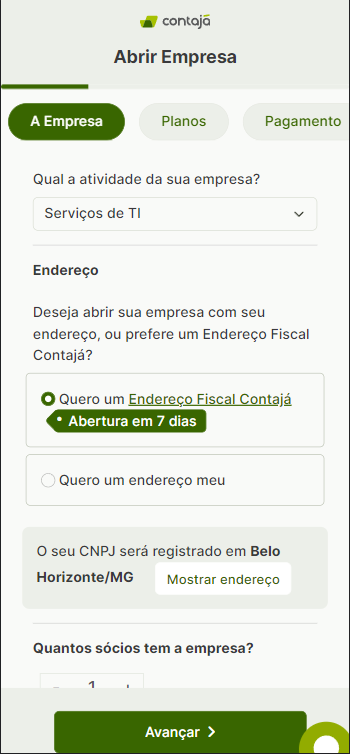 contajá
Abrir Empresa
A Empresa
Planos
Pagamento
Qual a atividade da sua empresa?
Serviços de TI
Endereço
Deseja abrir sua empresa com seu
endereço, ou prefere um Endereço Fiscal
Contajá?
Quero um Endereço Fiscal Contajá
Abertura em 7 dias
Quero um endereço meu
O seu CNPJ será registrado em Belo
Horizonte/MG
Mostrar endereço
Quantos sócios tem a empresa?
- 1 +
Avançar